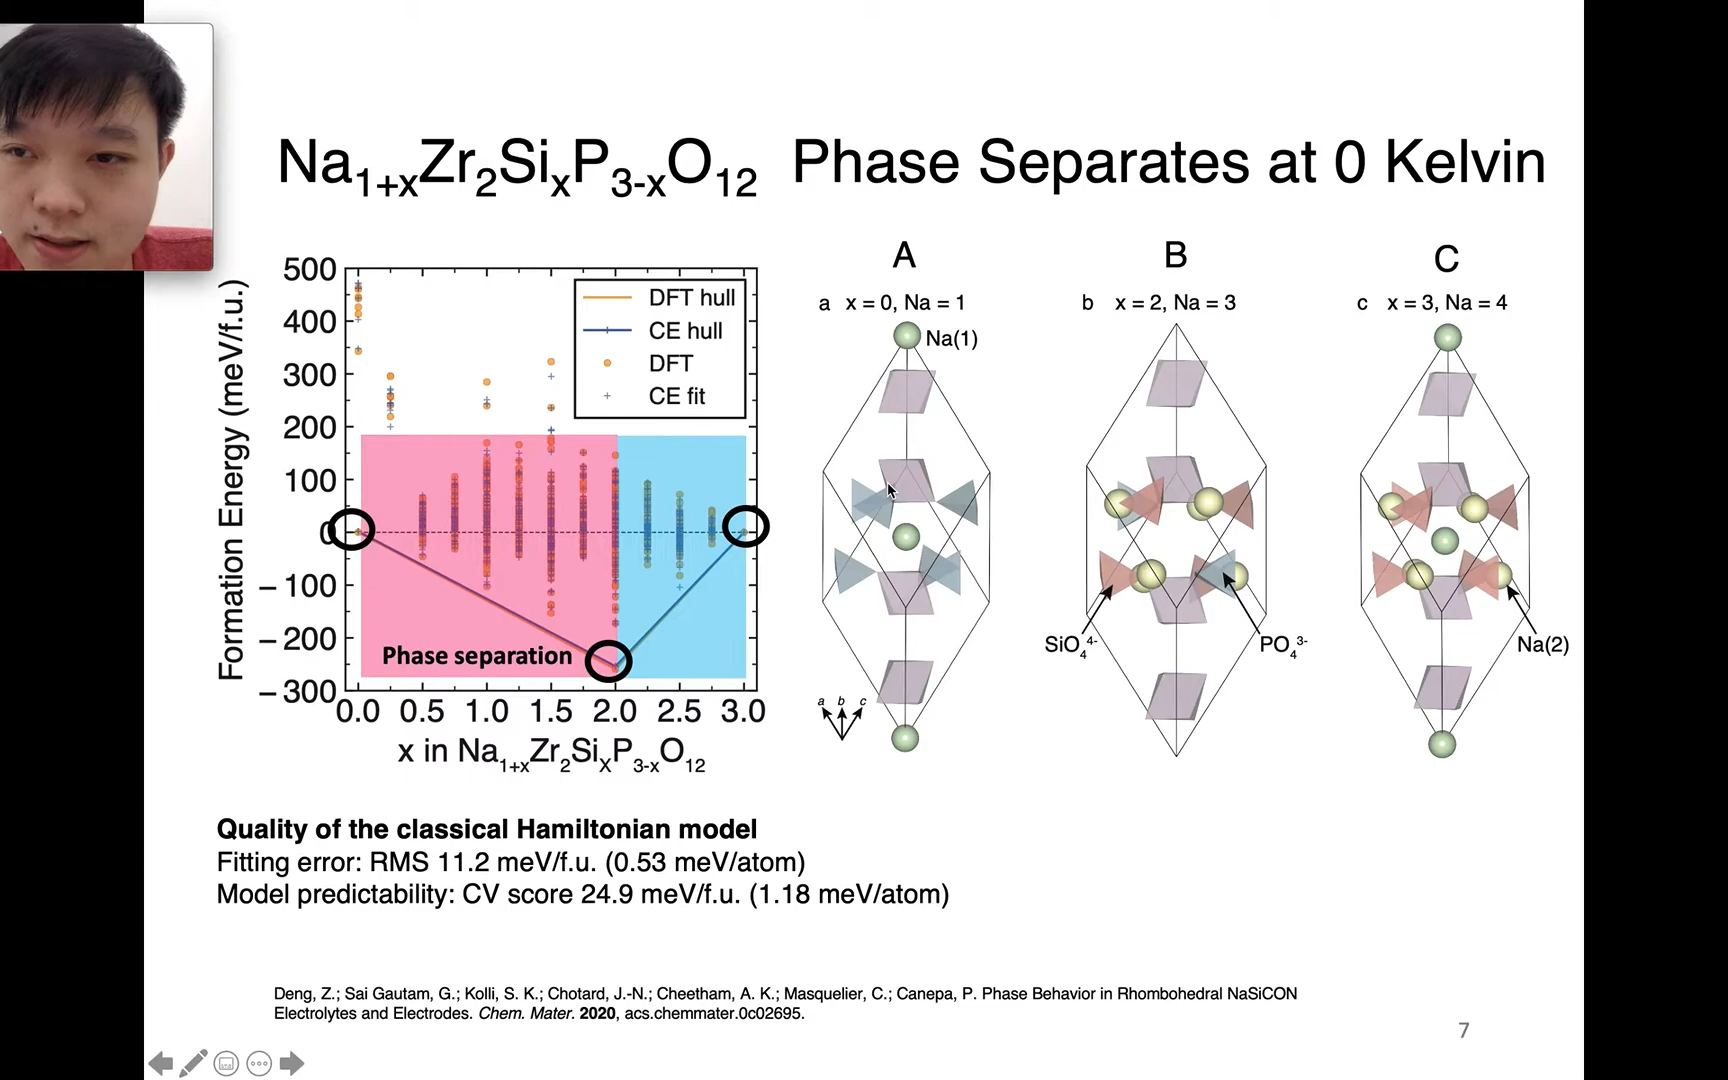 Na1+xZr2SixP3-xO12 Phase Separates at 0 Kelvin
A
B
C
a x = 0, Na = 1
b x = 2, Na = 3
c x = 3, Na = 4
Na(1)
SiO4 4-
PO4 3-
Na(2)
a b c
Formation Energy (meV/f.u.)
500
400
300
200
100
0
−100
−200
−300
DFT hull
CE hull
DFT
CE fit
Phase separation
0.0 0.5 1.0 1.5 2.0 2.5 3.0
x in Na1+xZr2SiXP3-xO12
Quality of the classical Hamiltonian model
Fitting error: RMS 11.2 meV/f.u. (0.53 meV/atom)
Model predictability: CV score 24.9 meV/f.u. (1.18 meV/atom)
Deng, Z.; Sai Gautam, G.; Kolli, S. K.; Chotard, J.-N.; Cheetham, A. K.; Masquelier, C.; Canepa, P. Phase Behavior in Rhombohedral NaSiCON
Electrolytes and Electrodes. Chem. Mater. 2020, acs.chemmater.0c02695.
7